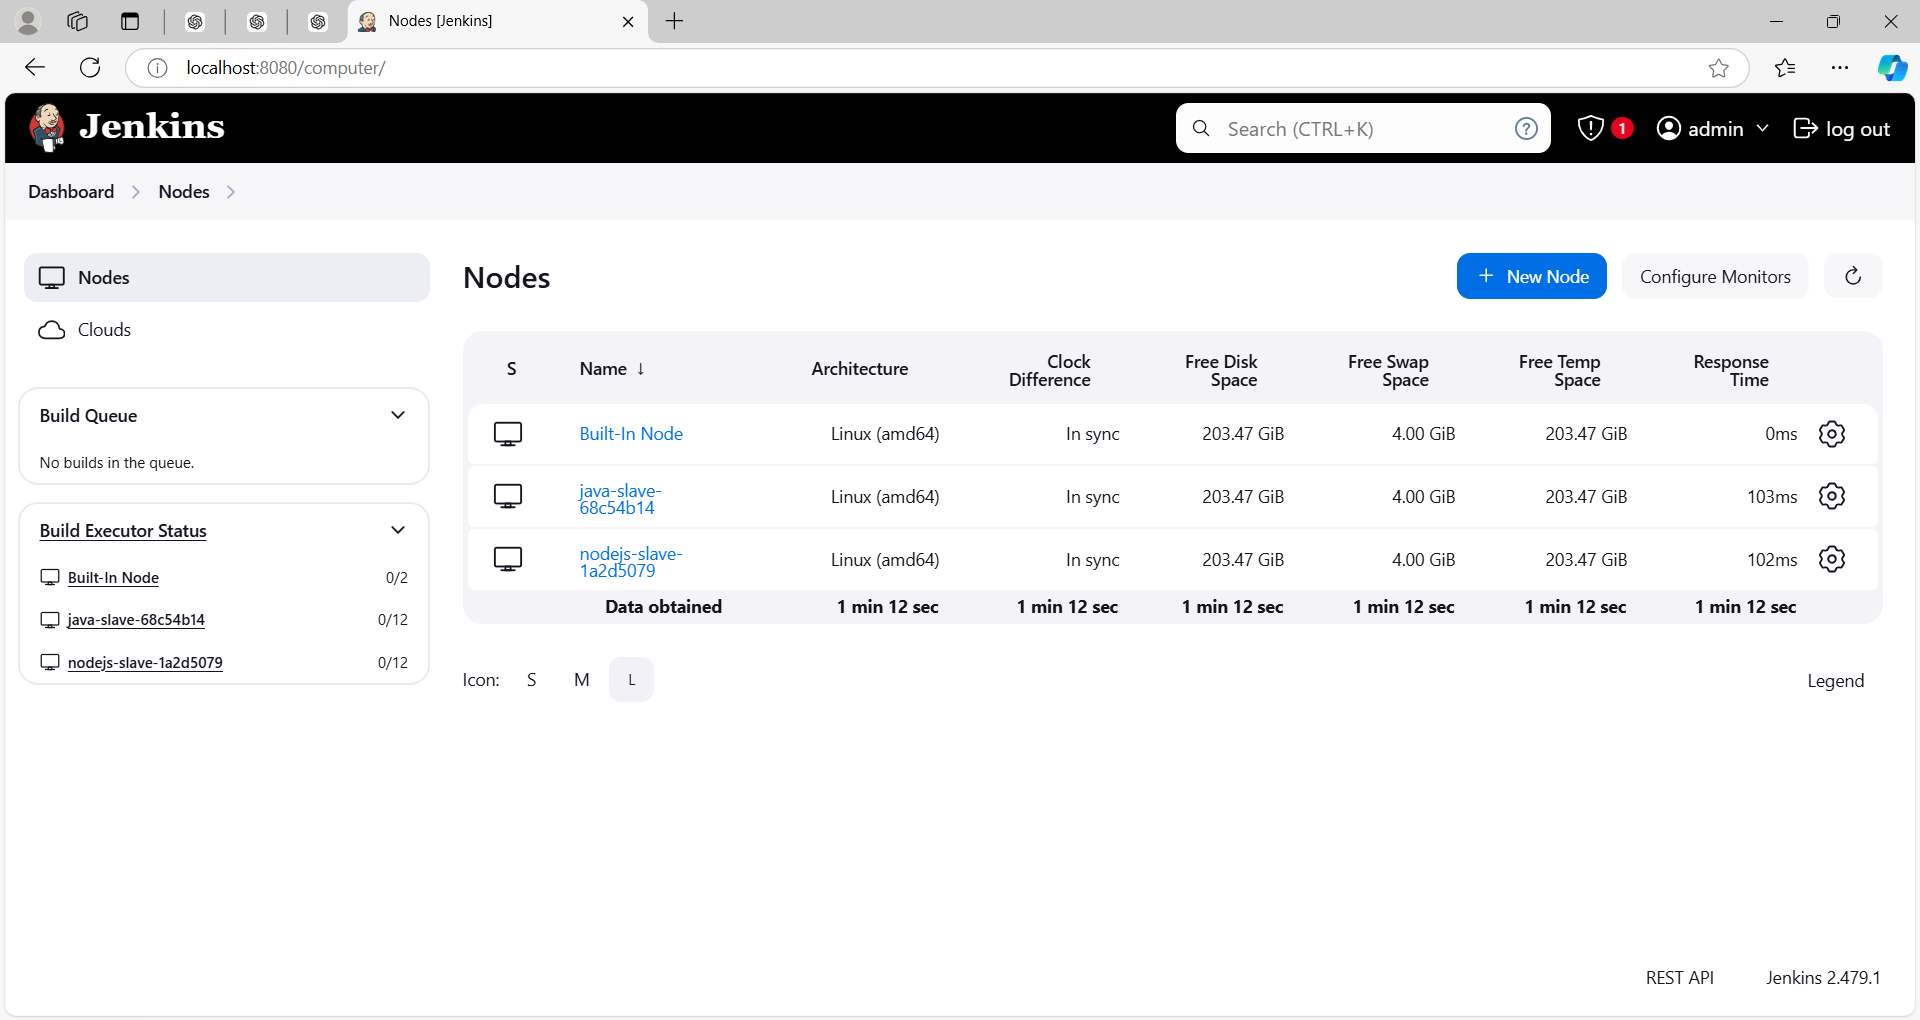 Nodes [Jenkins]
localhost:8080/computer/
Jenkins
Search (CTRL+K)
?
1
admin
log out
Dashboard
Nodes
Nodes
Clouds
Build Queue
No builds in the queue.
Build Executor Status
Built-In Node 0/2
java-slave-68c54b14 0/12
nodejs-slave-1a2d5079 0/12
Nodes
+ New Node
Configure Monitors
S Name ↓ Architecture Clock Difference Free Disk Space Free Swap Space Free Temp Space Response Time
Built-In Node Linux (amd64) In sync 203.47 GiB 4.00 GiB 203.47 GiB 0ms
java-slave-68c54b14 Linux (amd64) In sync 203.47 GiB 4.00 GiB 203.47 GiB 103ms
nodejs-slave-1a2d5079 Linux (amd64) In sync 203.47 GiB 4.00 GiB 203.47 GiB 102ms
Data obtained 1 min 12 sec 1 min 12 sec 1 min 12 sec 1 min 12 sec 1 min 12 sec 1 min 12 sec
Icon: S M L
Legend
REST API
Jenkins 2.479.1